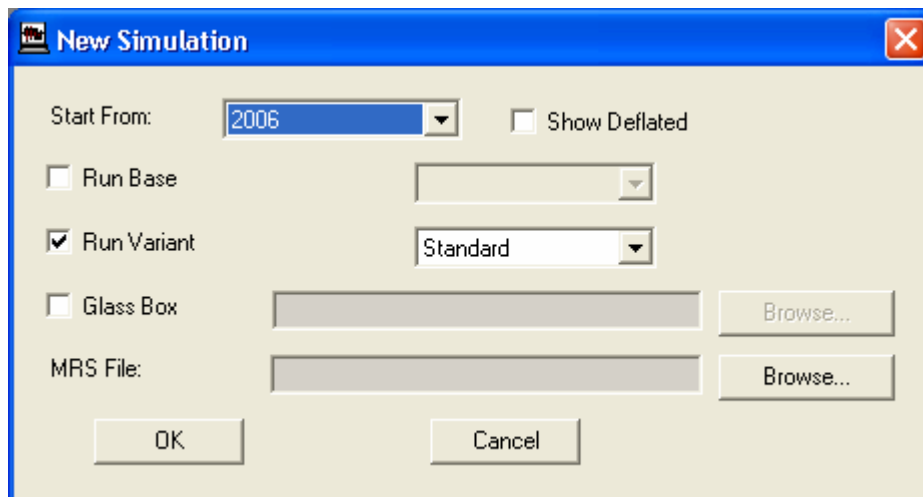 New Simulation
Start From: 2006 Show Deflated
Run Base
Run Variant Standard
Glass Box Browse...
MRS File: Browse...
OK Cancel